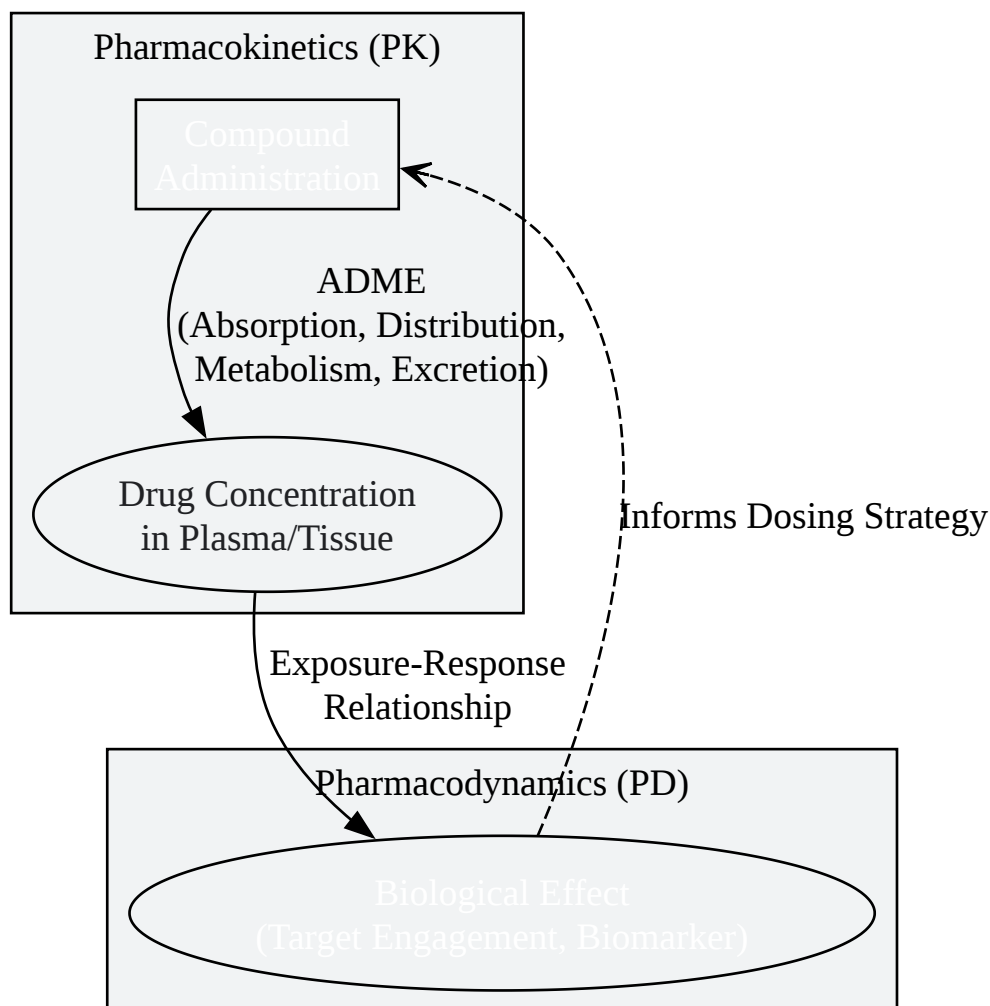 Pharmacokinetics (PK)
Compound
Administration
ADME
(Absorption, Distribution,
Metabolism, Excretion)
Drug Concentration
in Plasma/Tissue
Informs Dosing Strategy
Exposure-Response
Relationship
Pharmacodynamics (PD)
Biological Effect
(Target Engagement, Biomarker)